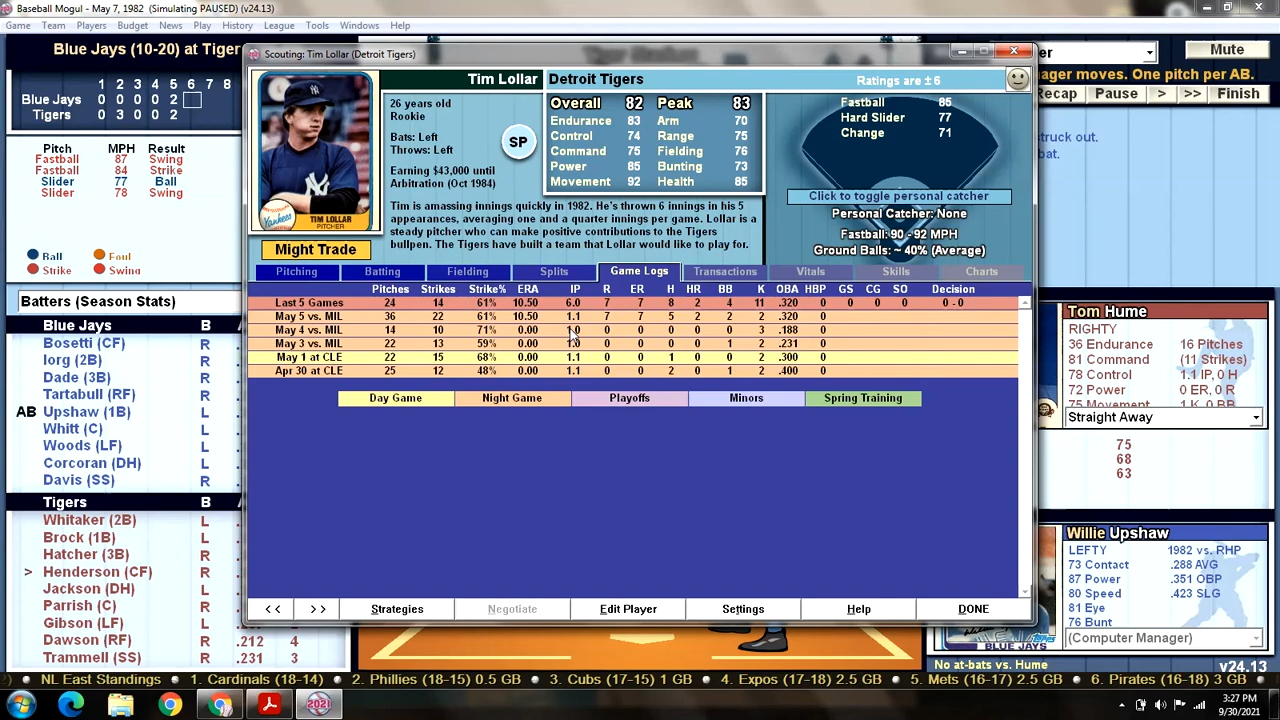 Baseball Mogul - May 7, 1982 (Simulating PAUSED) (v24.13)
Game Team Players Budget News Play History League Tools Windows Help
Blue Jays (10-20) at Tiger
Mute
ager moves. One pitch per AB.
Recap Pause > >> Finish
1 2 3 4 5 6 7 8
Blue Jays 0 0 0 0 2
Tigers 0 3 0 0 2
Pitch MPH Result
Fastball 87 Swing
Fastball 84 Strike
Slider 77 Ball
Slider 78 Swing
Ball Foul
Strike Swing
struck out.
bat.
Batters (Season Stats)
Blue Jays B
Bosetti (CF) R
Iorg (2B) R
Dade (3B) R
Tartabull (RF) R
AB Upshaw (1B) L
Whitt (C) L
Woods (LF) L
Corcoran (DH) L
Davis (SS) R
Tigers B
Whitaker (2B) L
Brock (1B) L
Hatcher (3B) R
> Henderson (CF) R
Jackson (DH) L
Parrish (C) R
Gibson (LF) L
Dawson (RF) R .212 4
Trammell (SS) R .231 3
Scouting: Tim Lollar (Detroit Tigers)
Tim Lollar
Detroit Tigers
Ratings are ± 6
Yankees
TIM LOLLAR
PITCHER
Might Trade
26 years old
Rookie
Bats: Left
Throws: Left
Earning $43,000 until
Arbitration (Oct 1984)
SP
Overall 82 Peak 83
Endurance 83 Arm 70
Control 74 Range 75
Command 75 Fielding 76
Power 85 Bunting 73
Movement 92 Health 85
Fastball 85
Hard Slider 77
Change 71
Click to toggle personal catcher
Personal Catcher: None
Fastball: 90 - 92 MPH
Ground Balls: ~ 40% (Average)
Tim is amassing innings quickly in 1982. He's thrown 6 innings in his 5
appearances, averaging one and a quarter innings per game. Lollar is a
steady pitcher who can make positive contributions to the Tigers
bullpen. The Tigers have built a team that Lollar would like to play for.
Pitching Batting Fielding Splits Game Logs Transactions Vitals Skills Charts
Pitches Strikes Strike% ERA IP R ER H HR BB K OBA HBP GS CG SO Decision
Last 5 Games 24 14 61% 10.50 6.0 7 7 8 2 4 11 .320 0 0 0 0 0 - 0
May 5 vs. MIL 36 22 61% 10.50 1.1 7 7 5 2 2 2 .320 0
May 4 vs. MIL 14 10 71% 0.00 1.0 0 0 0 0 0 3 .188 0
May 3 vs. MIL 22 13 59% 0.00 1.0 0 0 0 0 1 2 .231 0
May 1 at CLE 22 15 68% 0.00 1.1 0 0 1 0 0 2 .300 0
Apr 30 at CLE 25 12 48% 0.00 1.1 0 0 2 0 1 2 .400 0
Day Game Night Game Playoffs Minors Spring Training
<< >> Strategies Negotiate Edit Player Settings Help DONE
Tom Hume
RIGHTY
36 Endurance 16 Pitches
81 Command (11 Strikes)
78 Control 1.1 IP, 0 H
72 Power 0 ER, 0 R
75 Movement 1 K, 0 BB
Straight Away
75
68
63
Willie Upshaw
LEFTY 1982 vs. RHP
73 Contact .288 AVG
87 Power .351 OBP
80 Speed .423 SLG
81 Eye
76 Bunt
(Computer Manager)
Topps
BLUE JAYS
No at-bats vs. Hume
v24.13
NL East Standings 1. Cardinals (18-14) 2. Phillies (18-15) 0.5 GB 3. Cubs (17-15) 1 GB 4. Expos (17-18) 2.5 GB 5. Mets (16-17) 2.5 GB 6. Pirates (16-18) 3 GB
2021
3:27 PM
9/30/2021